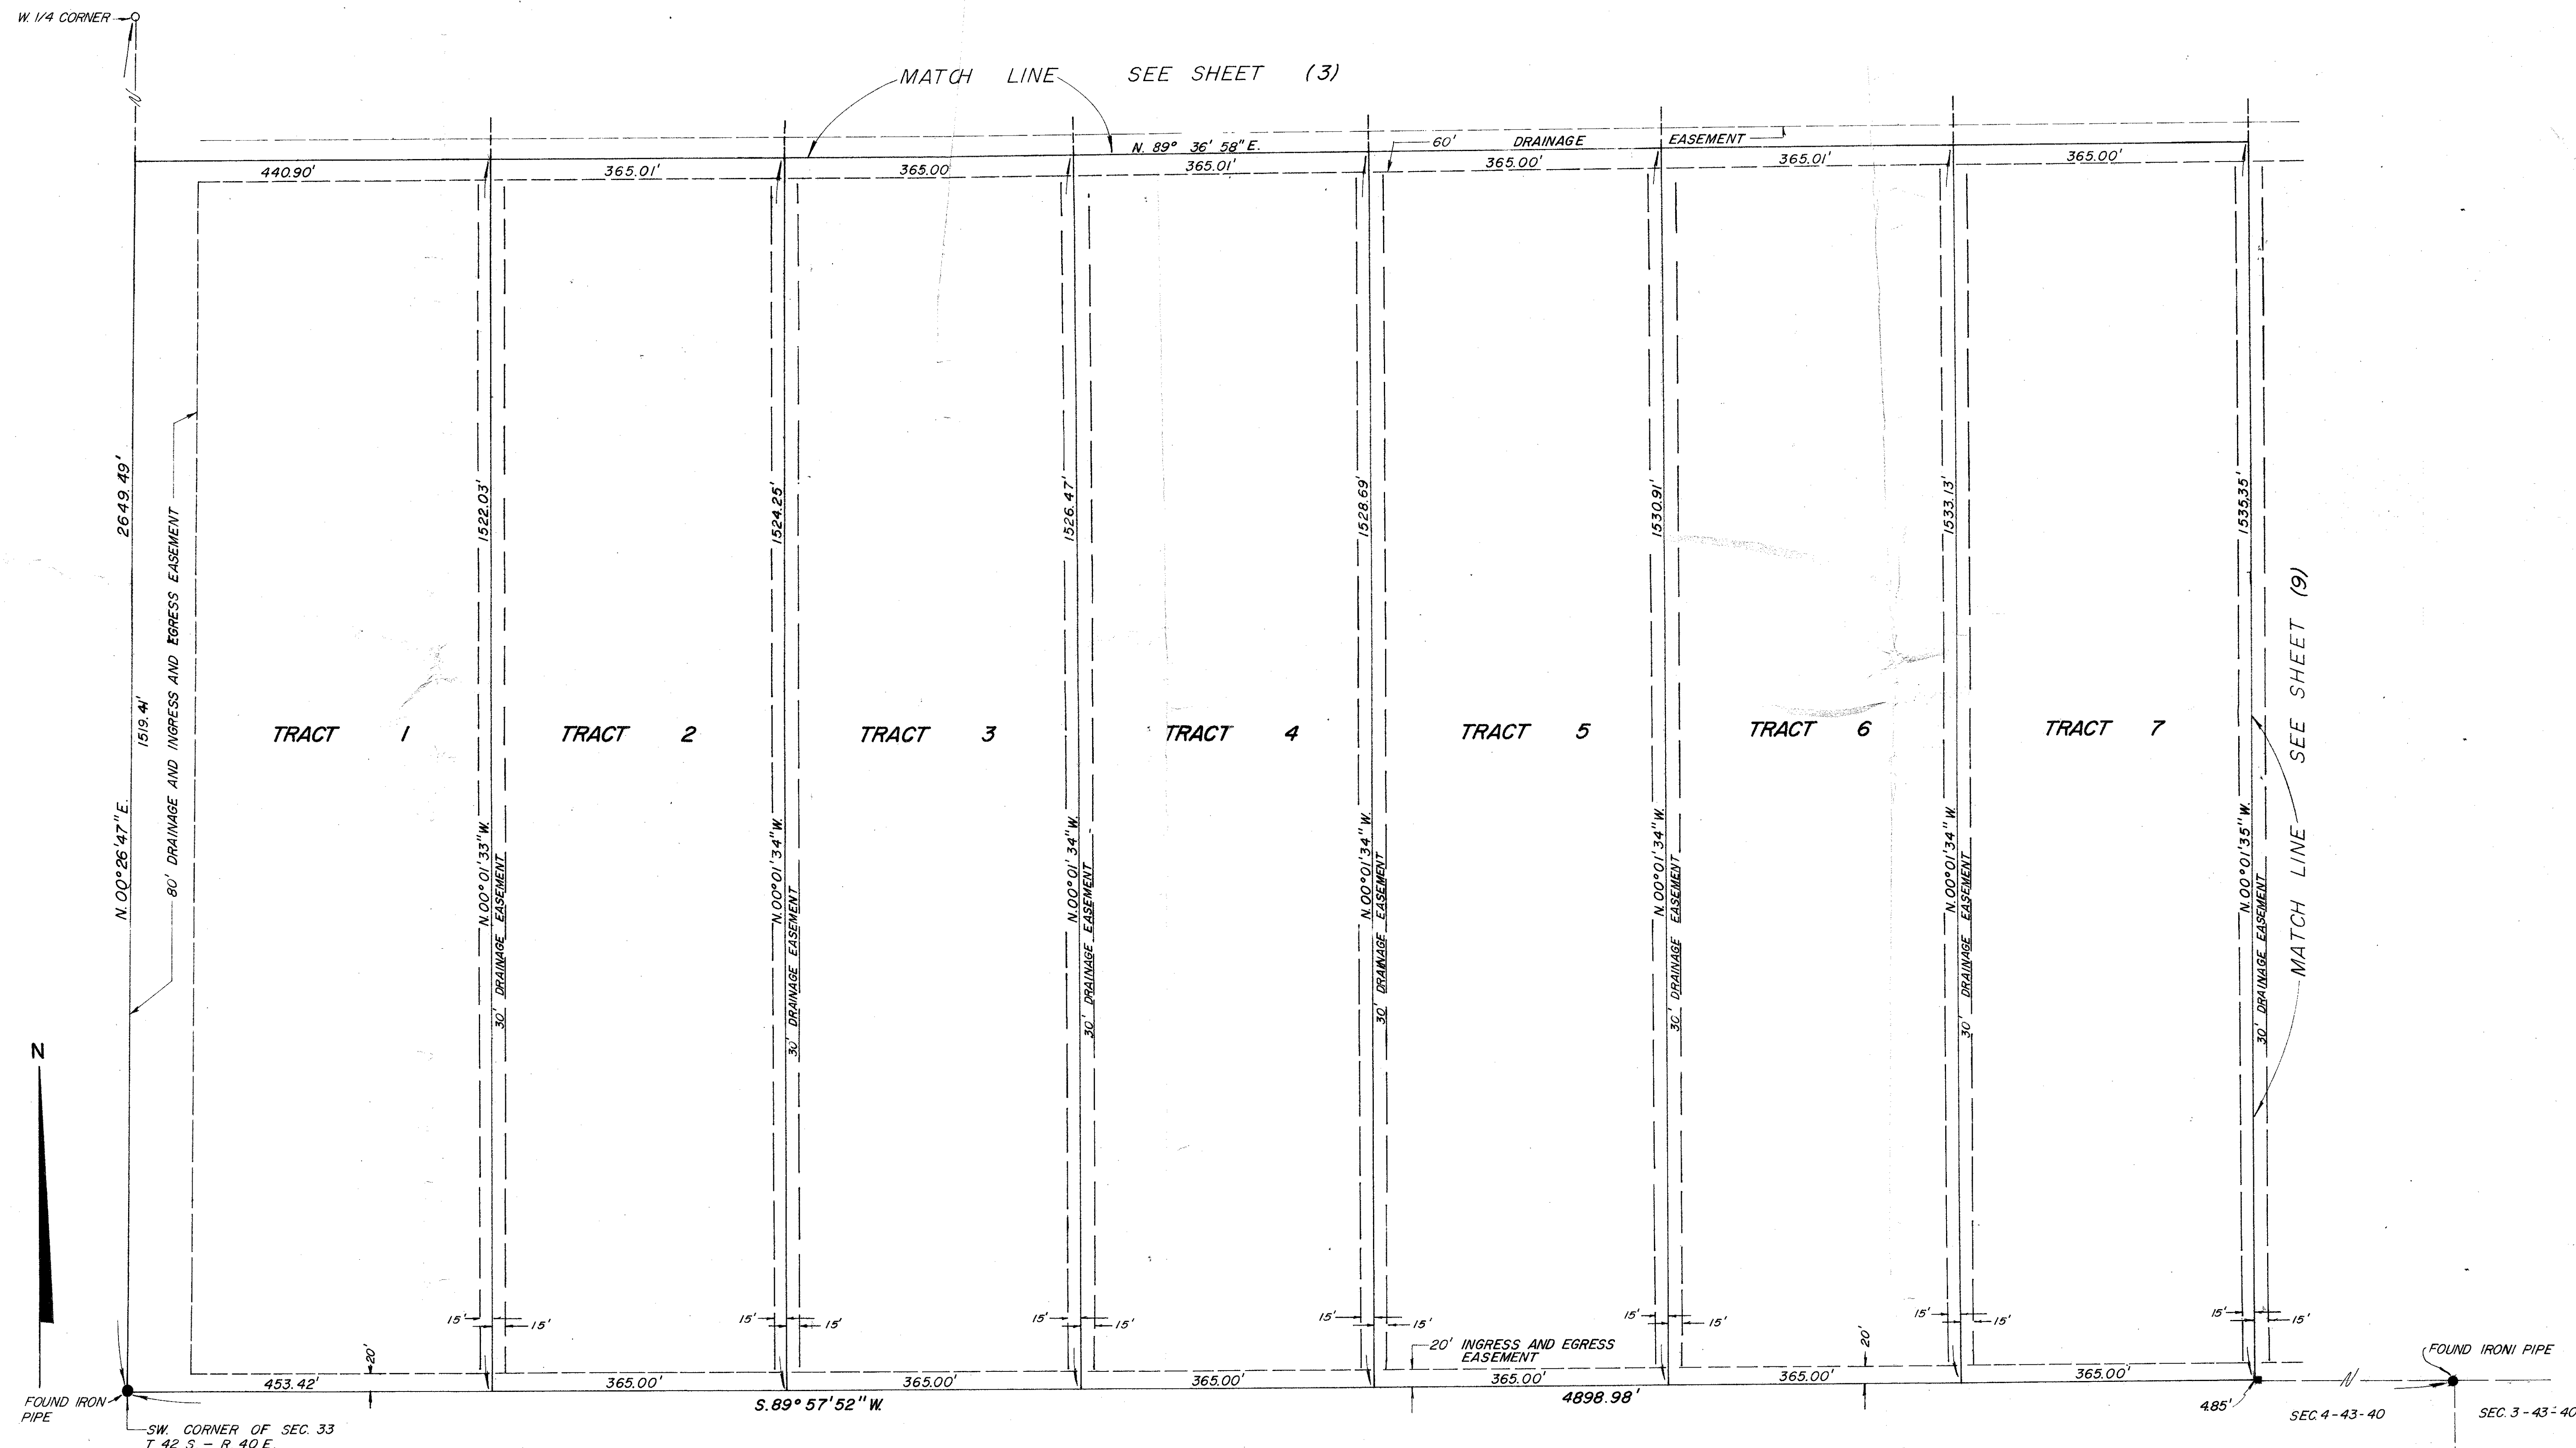 W. 1/4 CORNER
MATCH LINE SEE SHEET (3)
N. 89° 36' 58" E.
60' DRAINAGE EASEMENT
440.90'
365.01'
365.00
365.01'
365.00'
365.01'
365.00'
2649.49'
1519.41'
N. 00° 26' 47" E.
80' DRAINAGE AND INGRESS AND EGRESS EASEMENT
1522.03'
1524.25'
1526.47'
1528.69'
1530.91'
1533.13'
1535.35'
TRACT 1
TRACT 2
TRACT 3
TRACT 4
TRACT 5
TRACT 6
TRACT 7
MATCH LINE SEE SHEET (9)
N. 00° 01' 33" W.
N. 00° 01' 34" W.
N. 00° 01' 34" W.
N. 00° 01' 34" W.
N. 00° 01' 34" W.
N. 00° 01' 34" W.
N. 00° 01' 35" W.
30' DRAINAGE EASEMENT
30' DRAINAGE EASEMENT
30' DRAINAGE EASEMENT
30' DRAINAGE EASEMENT
30' DRAINAGE EASEMENT
30' DRAINAGE EASEMENT
30' DRAINAGE EASEMENT
N
15' 15'
15' 15'
15' 15'
15' 15'
15' 15'
15' 15'
15' 15'
20'
20' INGRESS AND EGRESS
EASEMENT
20'
453.42'
365.00'
365.00'
365.00'
365.00'
365.00'
365.00'
S. 89° 57' 52" W.
4898.98'
4.85'
FOUND IRON
PIPE
SW. CORNER OF SEC. 33
T 42 S - R 40 E.
FOUND IRONI PIPE
SEC. 4 - 43 - 40
SEC. 3 - 43 - 40